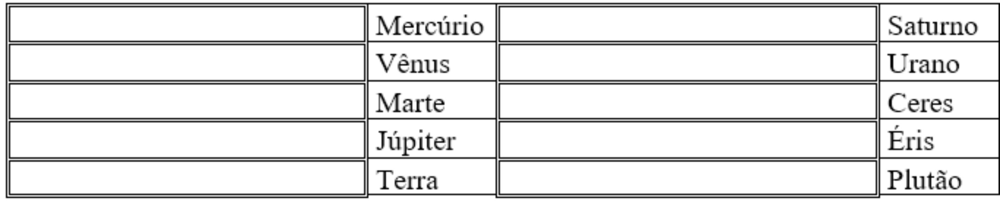 Mercúrio Saturno
Vênus Urano
Marte Ceres
Júpiter Éris
Terra Plutão